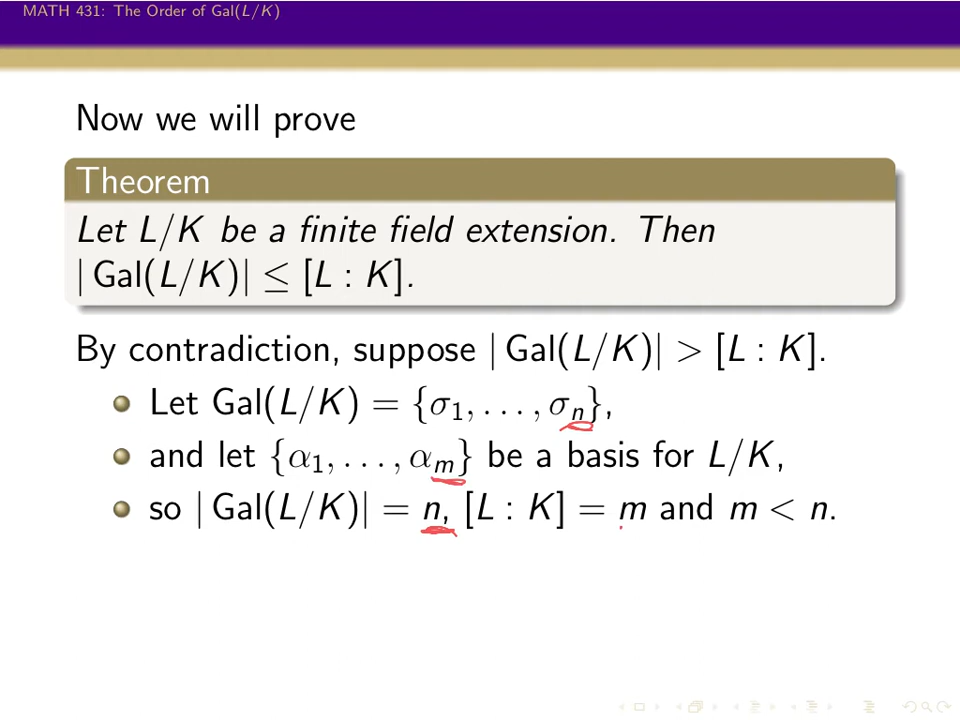 MATH 431: The Order of Gal(L/K)
Now we will prove
Theorem
Let L/K be a finite field extension. Then
| Gal(L/K)| ≤ [L : K].
By contradiction, suppose | Gal(L/K)| > [L : K].
Let Gal(L/K) = {σ₁, . . . , σₙ},
and let {α₁, . . . , αₘ} be a basis for L/K,
so | Gal(L/K)| = n, [L : K] = m and m < n.